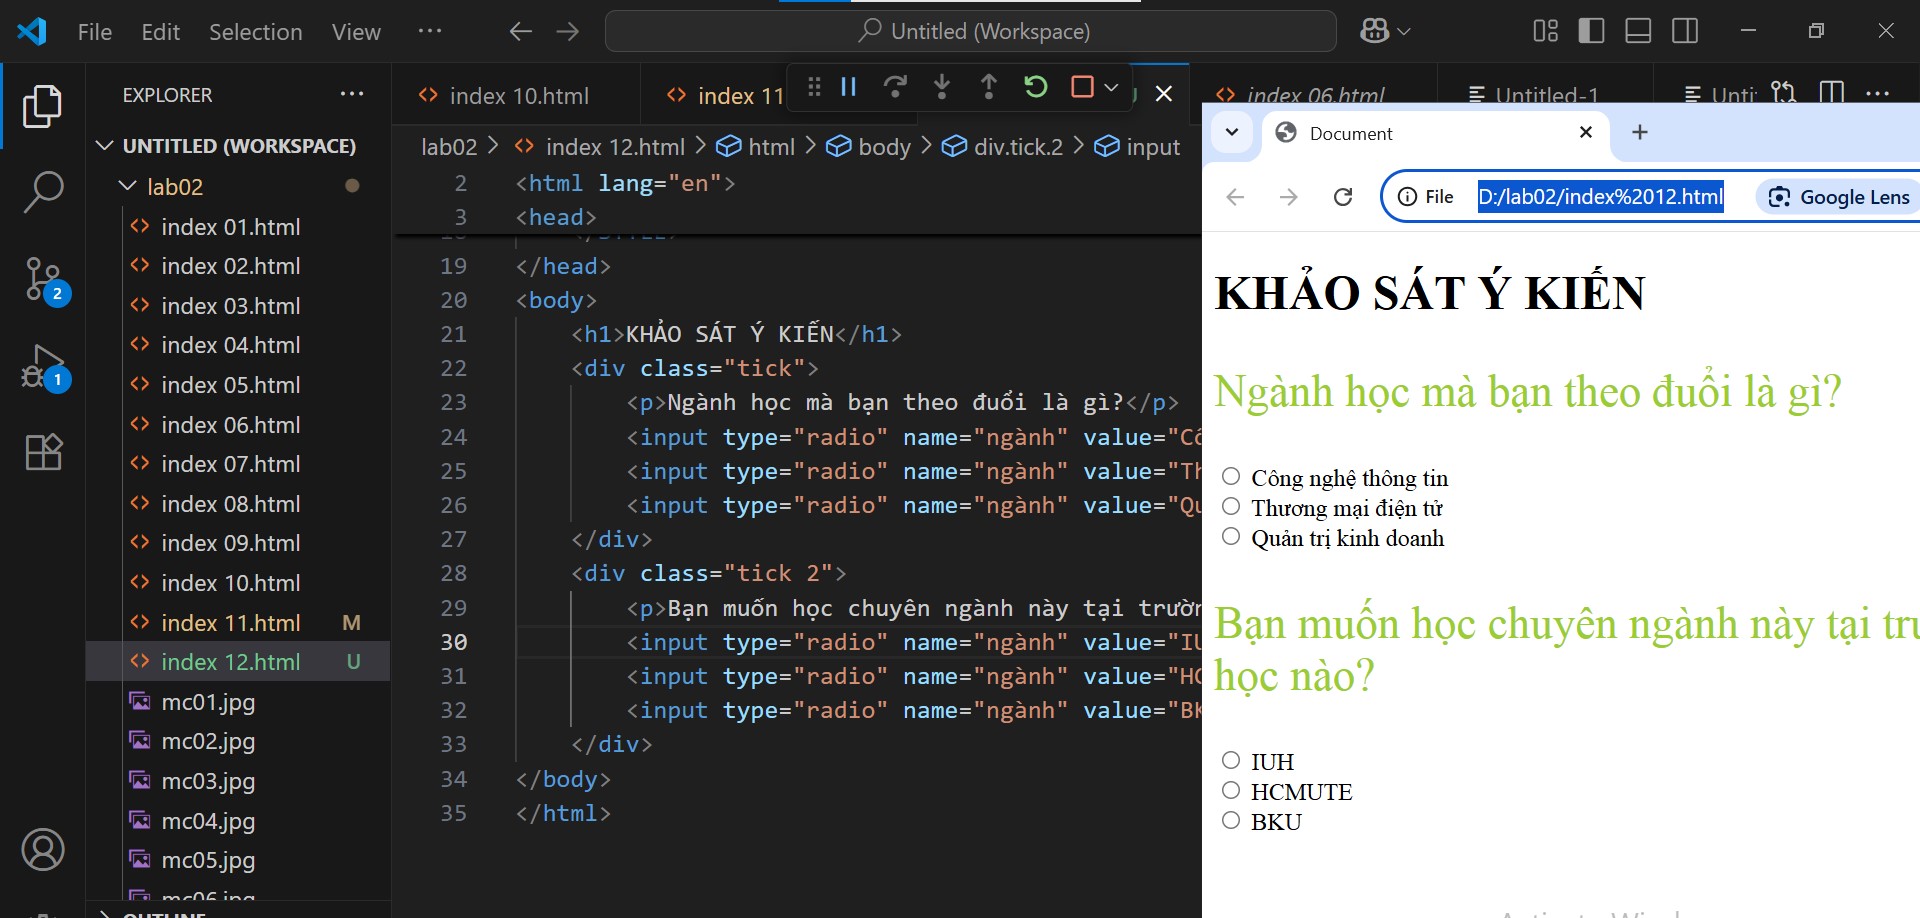 File Edit Selection View ... Untitled (Workspace)
EXPLORER ...
UNTITLED (WORKSPACE)
lab02
index 01.html
index 02.html
index 03.html
index 04.html
index 05.html
index 06.html
index 07.html
index 08.html
index 09.html
index 10.html
index 11.html M
index 12.html U
mc01.jpg
mc02.jpg
mc03.jpg
mc04.jpg
mc05.jpg
mc06.jpg
OUTLINE
2
1
index 10.html index 11 U index 06.html Untitled-1 Unti
lab02 > index 12.html > html > body > div.tick.2 > input
2 <html lang="en">
3 <head>
19 </head>
20 <body>
21 <h1>KHẢO SÁT Ý KIẾN</h1>
22 <div class="tick">
23 <p>Ngành học mà bạn theo đuổi là gì?</p>
24 <input type="radio" name="ngành" value="Cô
25 <input type="radio" name="ngành" value="Th
26 <input type="radio" name="ngành" value="Qu
27 </div>
28 <div class="tick 2">
29 <p>Bạn muốn học chuyên ngành này tại trườn
30 <input type="radio" name="ngành" value="IU
31 <input type="radio" name="ngành" value="HC
32 <input type="radio" name="ngành" value="BK
33 </div>
34 </body>
35 </html>
Document
File D:/lab02/index%2012.html Google Lens
KHẢO SÁT Ý KIẾN
Ngành học mà bạn theo đuổi là gì?
Công nghệ thông tin
Thương mại điện tử
Quản trị kinh doanh
Bạn muốn học chuyên ngành này tại trư
học nào?
IUH
HCMUTE
BKU